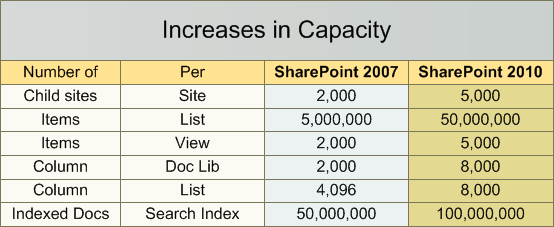 Increases in Capacity
Number of Per SharePoint 2007 SharePoint 2010
Child sites Site 2,000 5,000
Items List 5,000,000 50,000,000
Items View 2,000 5,000
Column Doc Lib 2,000 8,000
Column List 4,096 8,000
Indexed Docs Search Index 50,000,000 100,000,000